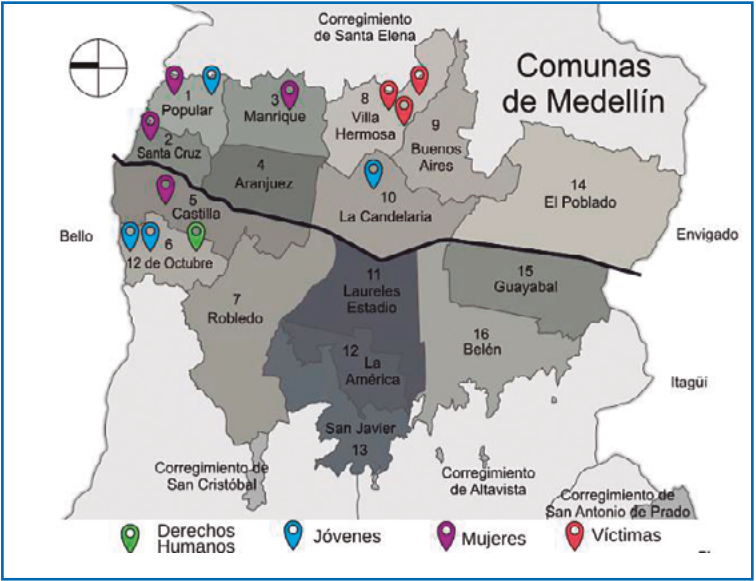 Corregimiento
de Santa Elena
Comunas
de Medellín
1
Popular
3
Manrique
8
Villa
Hermosa
9
Buenos
Aires
2
Santa Cruz
4
Aranjuez
14
El Poblado
5
Castilla
10
La Candelaria
Bello
6
12 de Octubre
Envigado
7
Robledo
11
Laureles
Estadio
15
Guayabal
16
Belén
12
La
América
Itagüí
San Javier
13
Corregimiento de
San Cristóbal
Corregimiento
de Altavista
Corregimiento de
San Antonio de Prado
Derechos
Humanos
Jóvenes
Mujeres
Víctimas